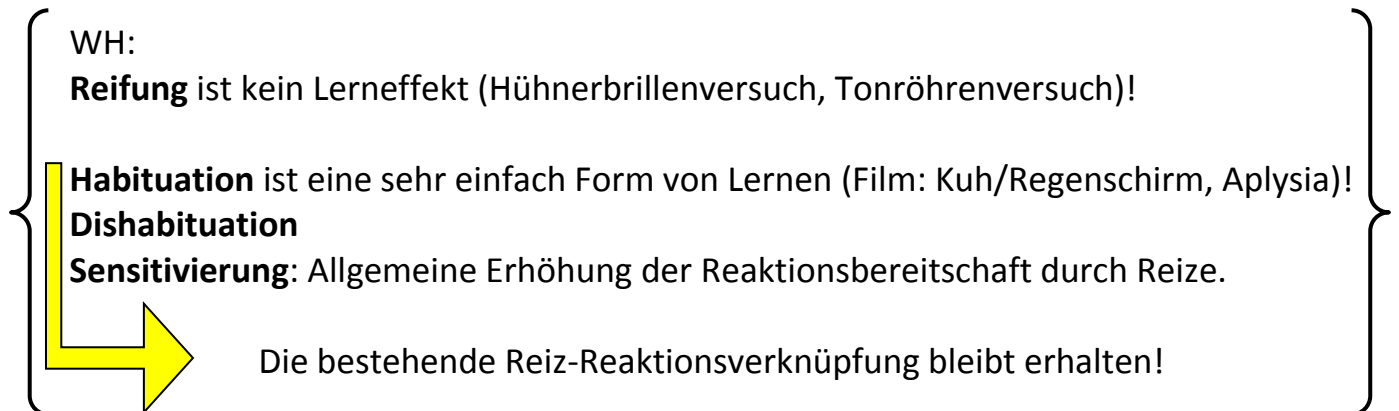 WH:
Reifung ist kein Lerneffekt (Hühnerbrillenversuch, Tonröhrenversuch)!
Habituation ist eine sehr einfach Form von Lernen (Film: Kuh/Regenschirm, Aplysia)!
Dishabituation
Sensitivierung: Allgemeine Erhöhung der Reaktionsbereitschaft durch Reize.
Die bestehende Reiz-Reaktionsverknüpfung bleibt erhalten!